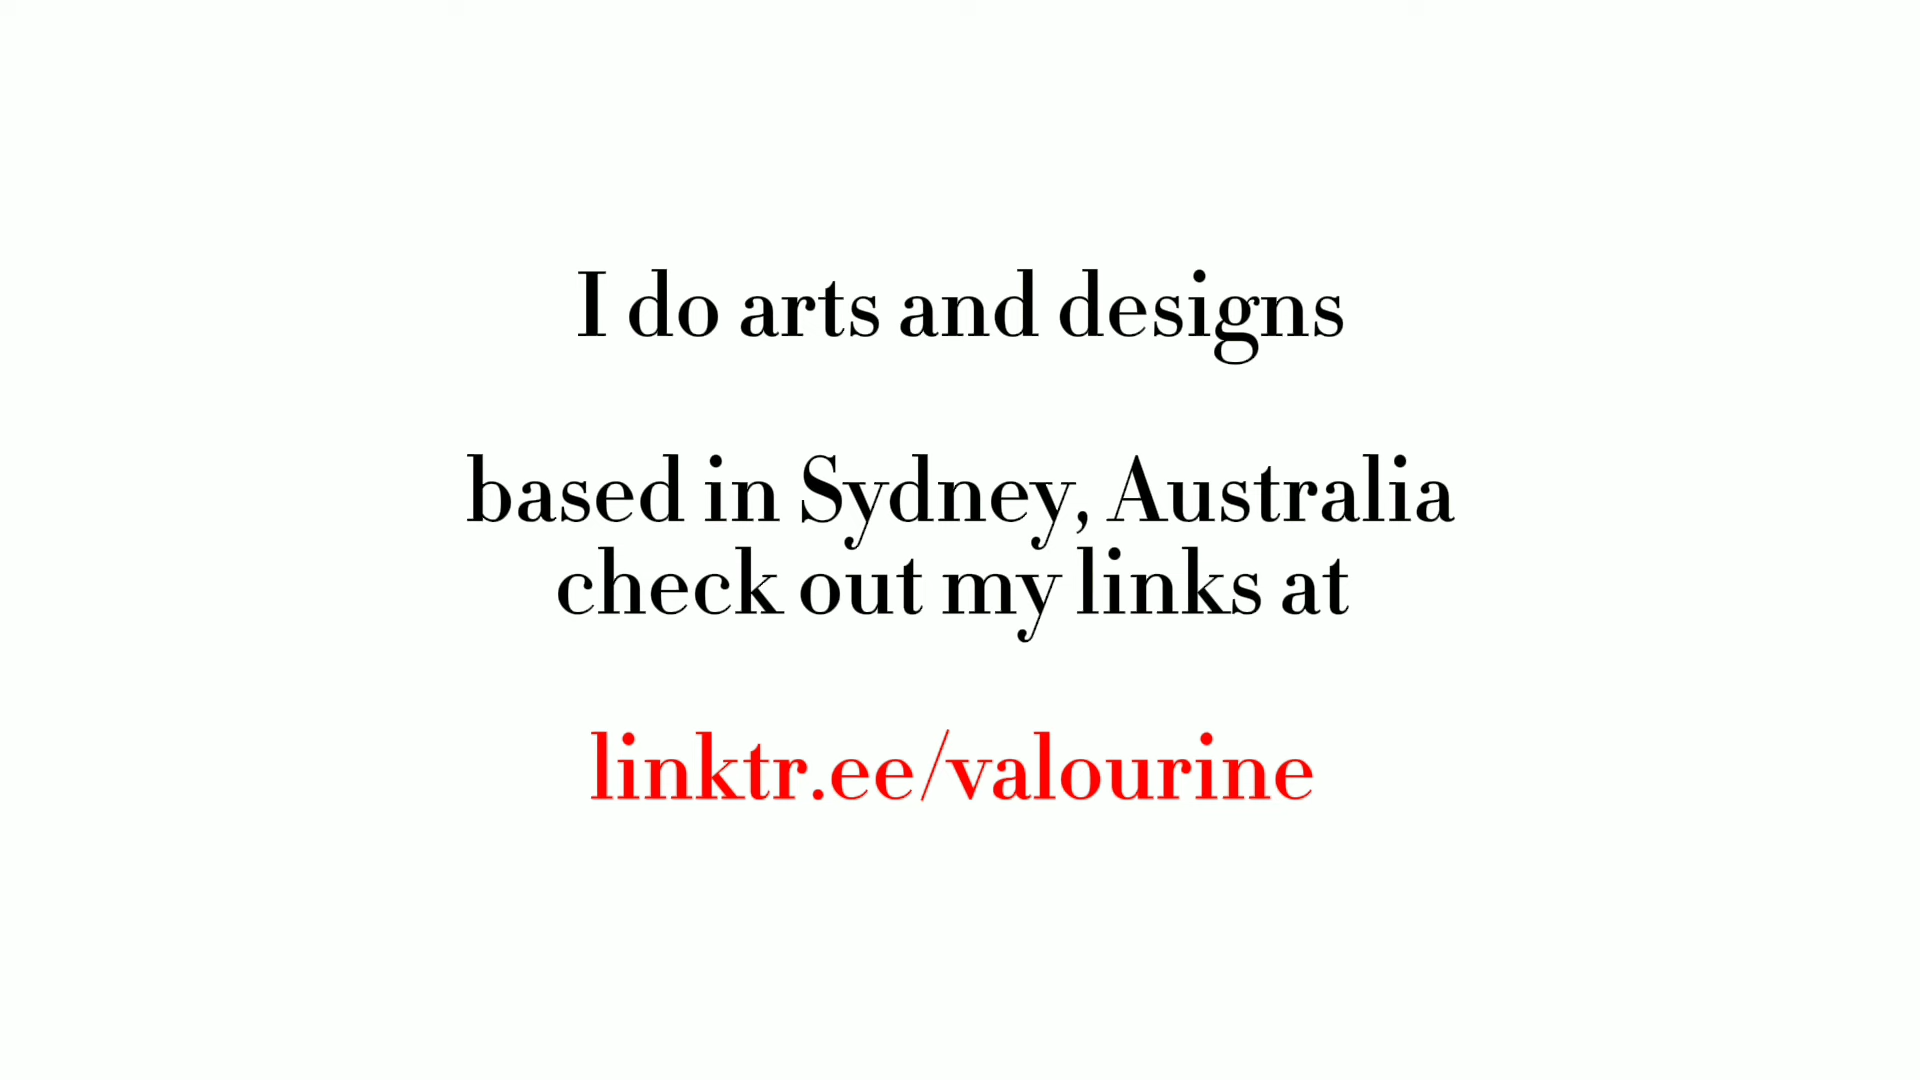 I do arts and designs
based in Sydney, Australia
check out my links at
linktr.ee/valourine